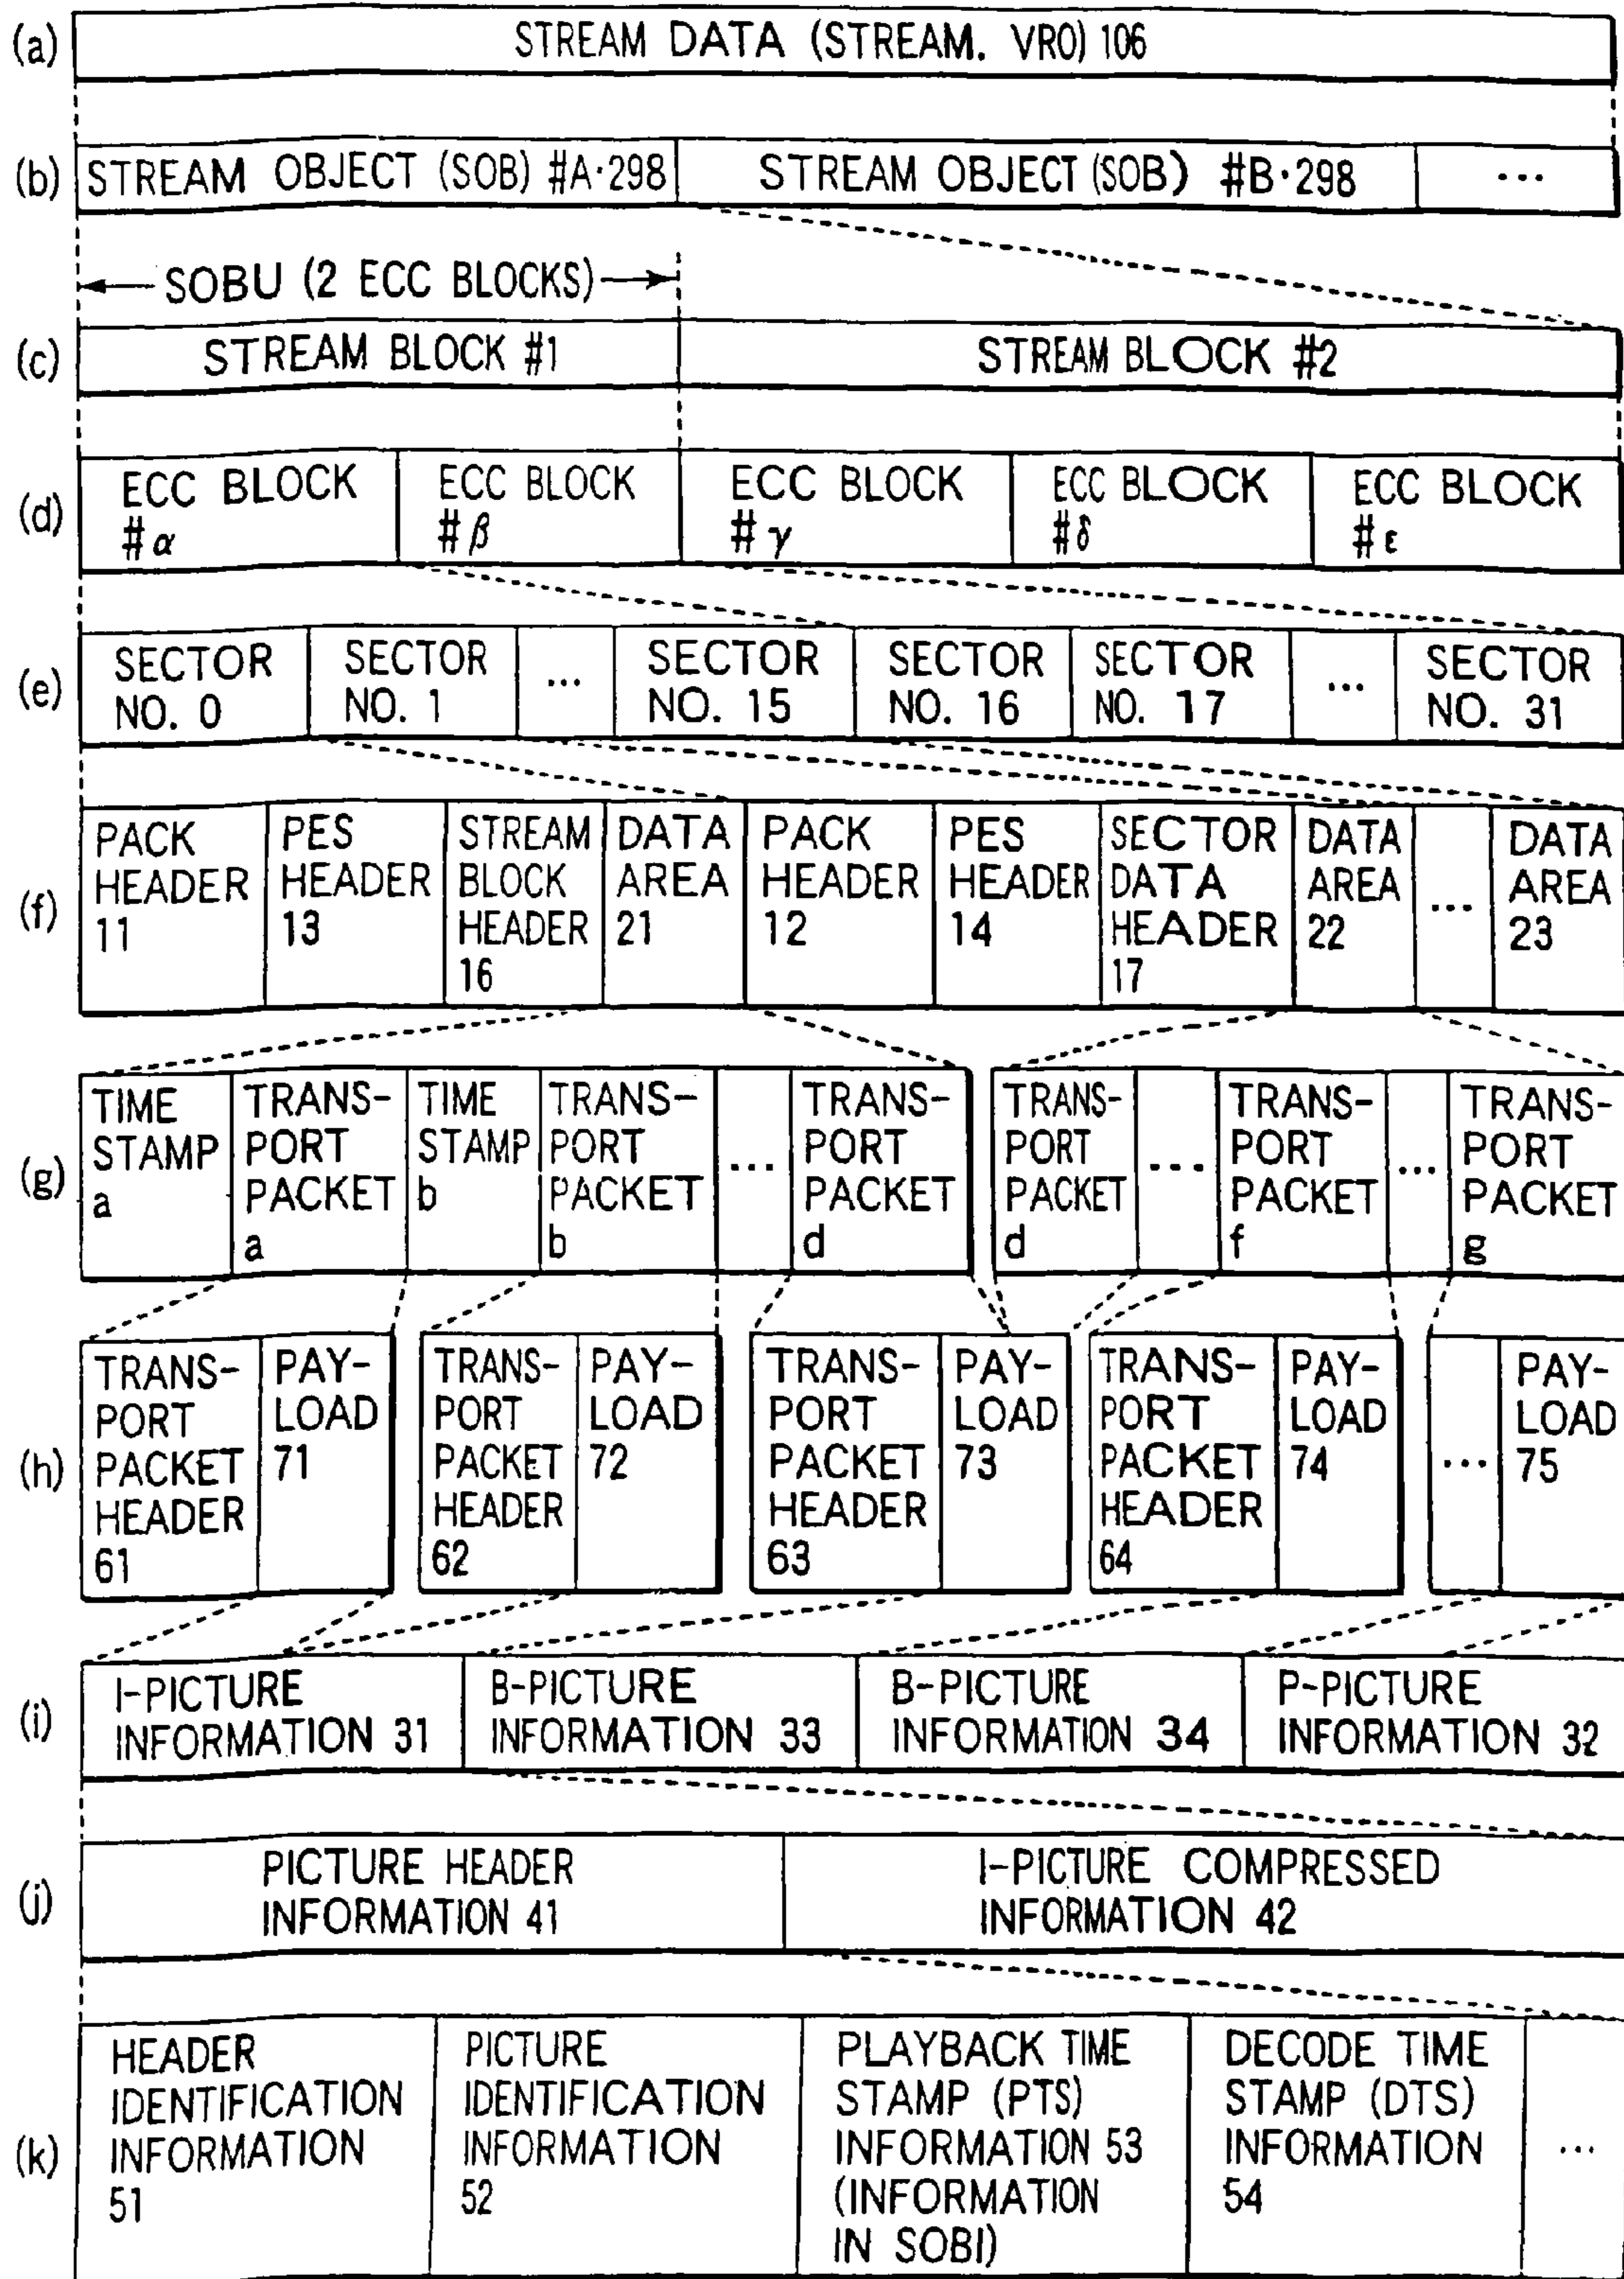 (a) STREAM DATA (STREAM. VRO) 106
(b) STREAM OBJECT (SOB) #A·298 STREAM OBJECT (SOB) #B·298 ...
SOBU (2 ECC BLOCKS)
(c) STREAM BLOCK #1 STREAM BLOCK #2
(d)
ECC BLOCK
#α
ECC BLOCK
#β
ECC BLOCK
#γ
ECC BLOCK
#δ
ECC BLOCK
#ε
(e)
SECTOR
NO. 0
SECTOR
NO. 1
...
SECTOR
NO. 15
SECTOR
NO. 16
SECTOR
NO. 17
...
SECTOR
NO. 31
(f)
PACK
HEADER
11
PES
HEADER
13
STREAM
BLOCK
HEADER
16
DATA
AREA
21
PACK
HEADER
12
PES
HEADER
14
SECTOR
DATA
HEADER
17
DATA
AREA
22
...
DATA
AREA
23
(g)
TIME
STAMP
a
TRANS-
PORT
PACKET
a
TIME
STAMP
b
TRANS-
PORT
PACKET
b
...
TRANS-
PORT
PACKET
d
TRANS-
PORT
PACKET
d
...
TRANS-
PORT
PACKET
f
...
TRANS-
PORT
PACKET
g
(h)
TRANS-
PORT
PACKET
HEADER
61
PAY-
LOAD
71
TRANS-
PORT
PACKET
HEADER
62
PAY-
LOAD
72
TRANS-
PORT
PACKET
HEADER
63
PAY-
LOAD
73
TRANS-
PORT
PACKET
HEADER
64
PAY-
LOAD
74
...
PAY-
LOAD
75
(i)
I-PICTURE
INFORMATION 31
B-PICTURE
INFORMATION 33
B-PICTURE
INFORMATION 34
P-PICTURE
INFORMATION 32
(j)
PICTURE HEADER
INFORMATION 41
I-PICTURE COMPRESSED
INFORMATION 42
(k)
HEADER
IDENTIFICATION
INFORMATION
51
PICTURE
IDENTIFICATION
INFORMATION
52
PLAYBACK TIME
STAMP (PTS)
INFORMATION 53
(INFORMATION
IN SOBI)
DECODE TIME
STAMP (DTS)
INFORMATION
54
...